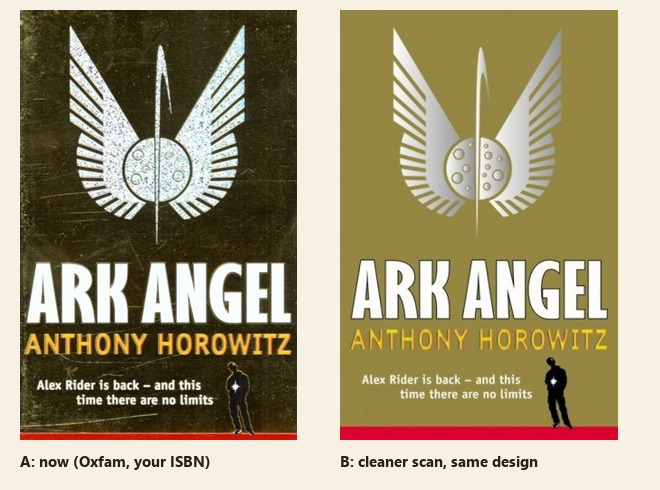 ARK ANGEL
ANTHONY HOROWITZ
Alex Rider is back – and this
time there are no limits
A: now (Oxfam, your ISBN)
ARK ANGEL
ANTHONY HOROWITZ
Alex Rider is back – and this
time there are no limits
B: cleaner scan, same design